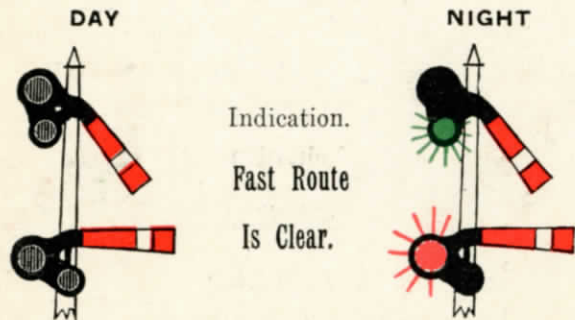 DAY
NIGHT
Indication.
Fast Route
Is Clear.